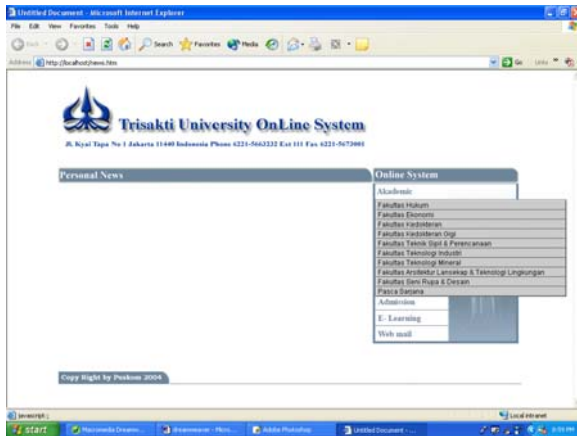 Untitled Document - Microsoft Internet Explorer
File Edit View Favorites Tools Help
Search Favorites Media
Address http://localhost/news.htm Go Links
Trisakti University OnLine System
Jl. Kyai Tapa No 1 Jakarta 11440 Indonesia Phone 6221-5663232 Ext 111 Fax 6221-5673001
Personal News
Online System
Akademic
Fakultas Hukum
Fakultas Ekonomi
Fakultas Kedokteran
Fakultas Kedokteran Gigi
Fakultas Teknik Sipil & Perencanaan
Fakultas Teknologi Industri
Fakultas Teknologi Mineral
Fakultas Arsitektur Lansekap & Teknologi Lingkungan
Fakultas Seni Rupa & Desain
Pasca Sarjana
Admission
E- Learning
Web mail
Copy Right by Puskom 2004
javascript:;
Local intranet
start Macromedia Dreamw... dreamweaver - Micro... Adobe Photoshop Untitled Document - ...